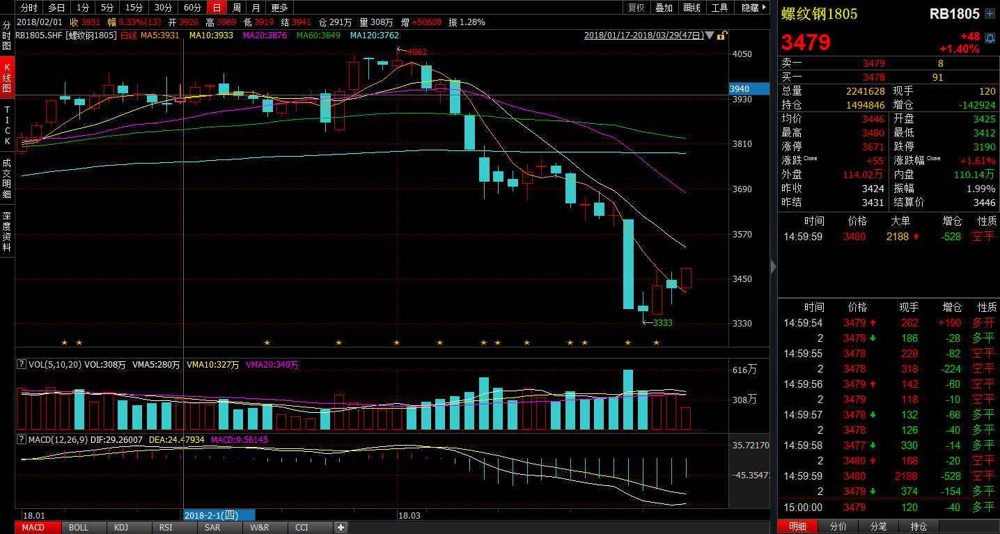 分时 多日 1分 5分 15分 30分 60分 日 周 月 更多 复权 叠加 画线 工具 隐藏
2018/02/01 收 3931 幅 0.33%(13) 开 3920 高 3969 低 3919 结 3941 仓 291万 量 308万 增 +50608 振 1.28%
RB1805.SHF [螺纹钢1805] 日线 MA5:3931 MA10:3933 MA20:3876 MA60:3849 MA120:3762 2018/01/17-2018/03/29(47日)
分时图
K线图
TICK
成交明细
深度资料
4062
4050
3940
3930
3810
3690
3570
3450
3333
3330
? VOL(5,10,20) VOL:308万 VMA5:280万 VMA10:327万 VMA20:349万
616万
308万
? MACD(12,26,9) DIF:29.26007 DEA:24.47934 MACD:9.56145
35.72170
-45.35471
18.01 2018-2-1(四) 18.03
MACD BOLL KDJ RSI SAR W&R CCI +
螺纹钢1805 RB1805 +
3479 +48
+1.40%
卖一 3479 8
买一 3478 91
总量 2241628 现手 120
持仓 1494846 增仓 -142924
均价 3446 开盘 3425
最高 3480 最低 3412
涨停 3671 跌停 3190
涨跌Close +55 涨跌幅Close +1.61%
外盘 114.02万 内盘 110.14万
昨收 3424 振幅 1.99%
昨结 3431 结算价 3446
时间 价格 大单 增仓 性质
14:59:59 3480 2188 -528 空平
时间 价格 现手 增仓 性质
14:59:54 3479 262 +190 多开
2 3478 186 -28 多平
14:59:55 3478 228 -82 空平
2 3478 318 -224 空平
14:59:56 3479 142 -60 空平
2 3479 118 -10 空平
14:59:57 3478 132 -66 多平
2 3478 126 -40 多平
14:59:58 3477 330 -14 多平
2 3480 168 -20 空平
14:59:59 3480 2188 -528 空平
2 3479 374 -154 多平
15:00:00 3479 120 -40 多平
明细 分价 分笔 持仓